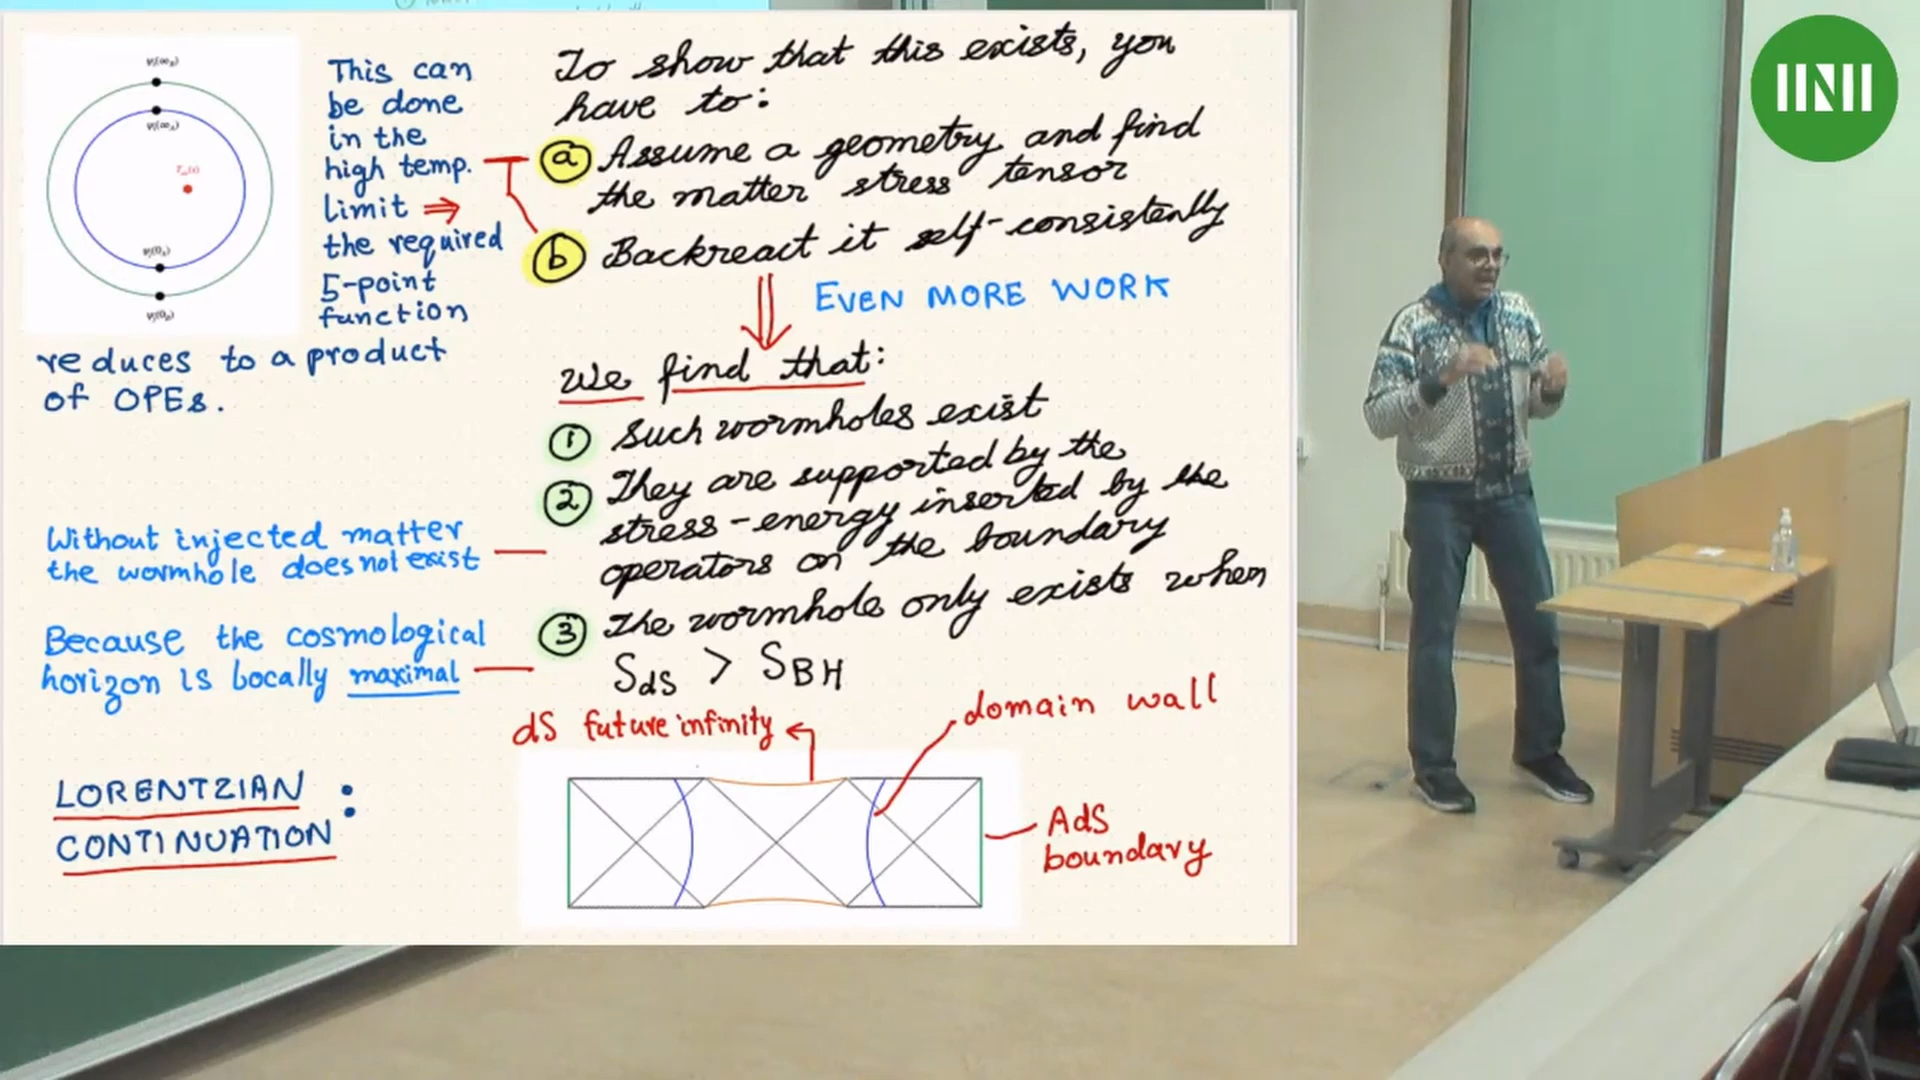 This can
be done
in the
high temp.
limit ⇒
the required
5-point
function
reduces to a product
of OPEs.
To show that this exists, you
have to:
ⓐ Assume a geometry and find
the matter stress tensor
ⓑ Backreact it self-consistently
EVEN MORE WORK
We find that:
① Such wormholes exist
② They are supported by the
stress-energy inserted by the
operators on the boundary
③ The wormhole only exists when
SdS > SBH
Without injected matter
the wormhole does not exist
Because the cosmological
horizon is locally maximal
dS future infinity
domain wall
AdS
boundary
LORENTZIAN :
CONTINUATION